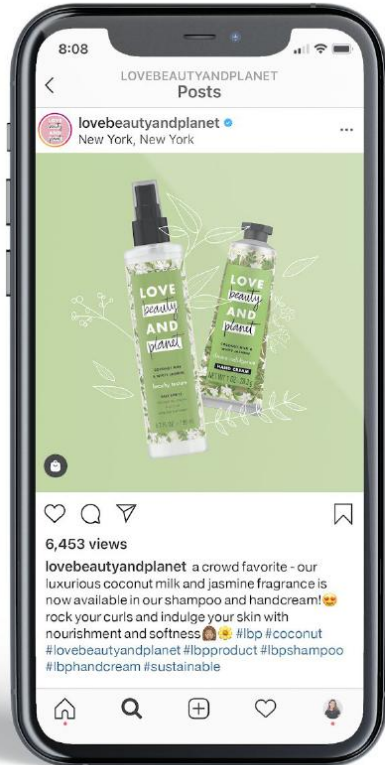 8:08
LOVEBEAUTYANDPLANET
Posts
lovebeautyandplanet
New York, New York
LOVE
beauty
AND
planet
LOVE
beauty
AND
planet
HAND CREAM
6,453 views
lovebeautyandplanet a crowd favorite - our
luxurious coconut milk and jasmine fragrance is
now available in our shampoo and handcream!😍
rock your curls and indulge your skin with
nourishment and softness👩🏽🌼 #lbp #coconut
#lovebeautyandplanet #lbpproduct #lbpshampoo
#lbphandcream #sustainable